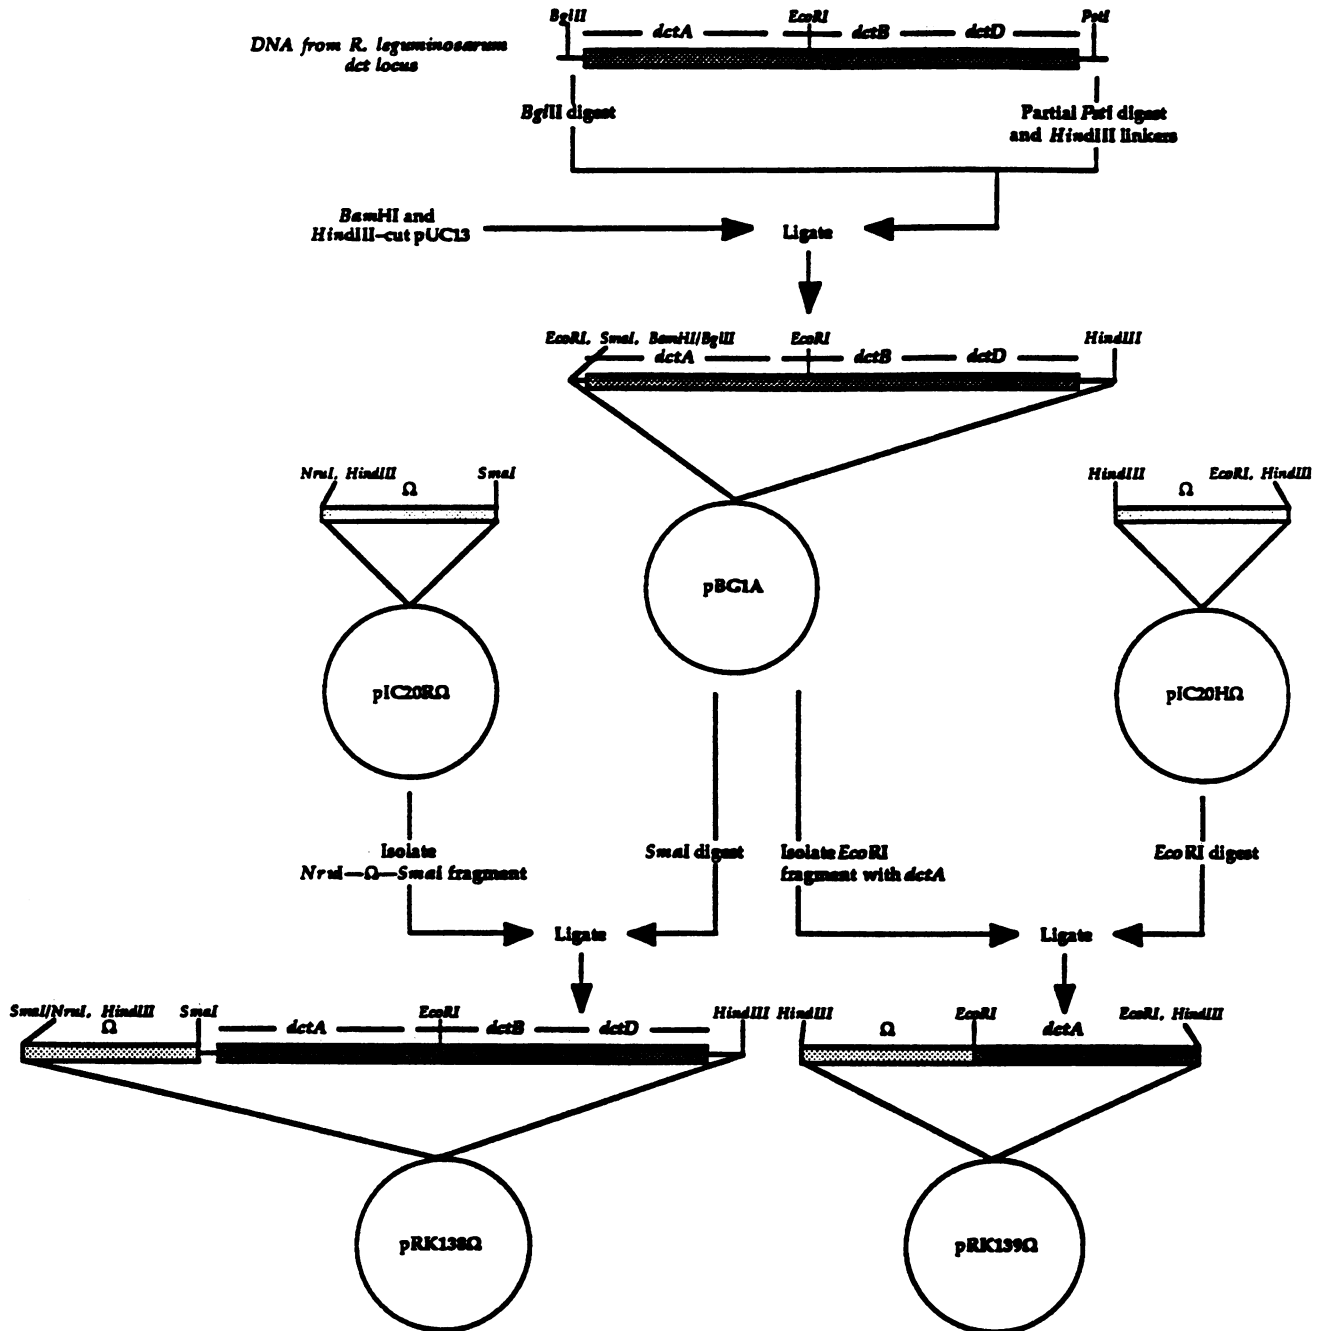 BglII dctA EcoRI dctB dctD PstI
DNA from R. leguminosarum
dct locus
BglII digest
Partial PstI digest
and HindIII linkers
BamHI and
HindIII–cut pUC13
Ligate
EcoRI, SmaI, BamHI/BglII EcoRI HindIII
dctA dctB dctD
NruI, HindIII SmaI
Ω
HindIII EcoRI, HindIII
Ω
pBG1A
pIC20RΩ
pIC20HΩ
Isolate
NruI—Ω—SmaI fragment
SmaI digest
Isolate EcoRI
fragment with dctA
EcoRI digest
Ligate
Ligate
SmaI/NruI, HindIII SmaI EcoRI HindIII
Ω dctA dctB dctD
HindIII EcoRI EcoRI, HindIII
Ω dctA
pRK138Ω
pRK139Ω